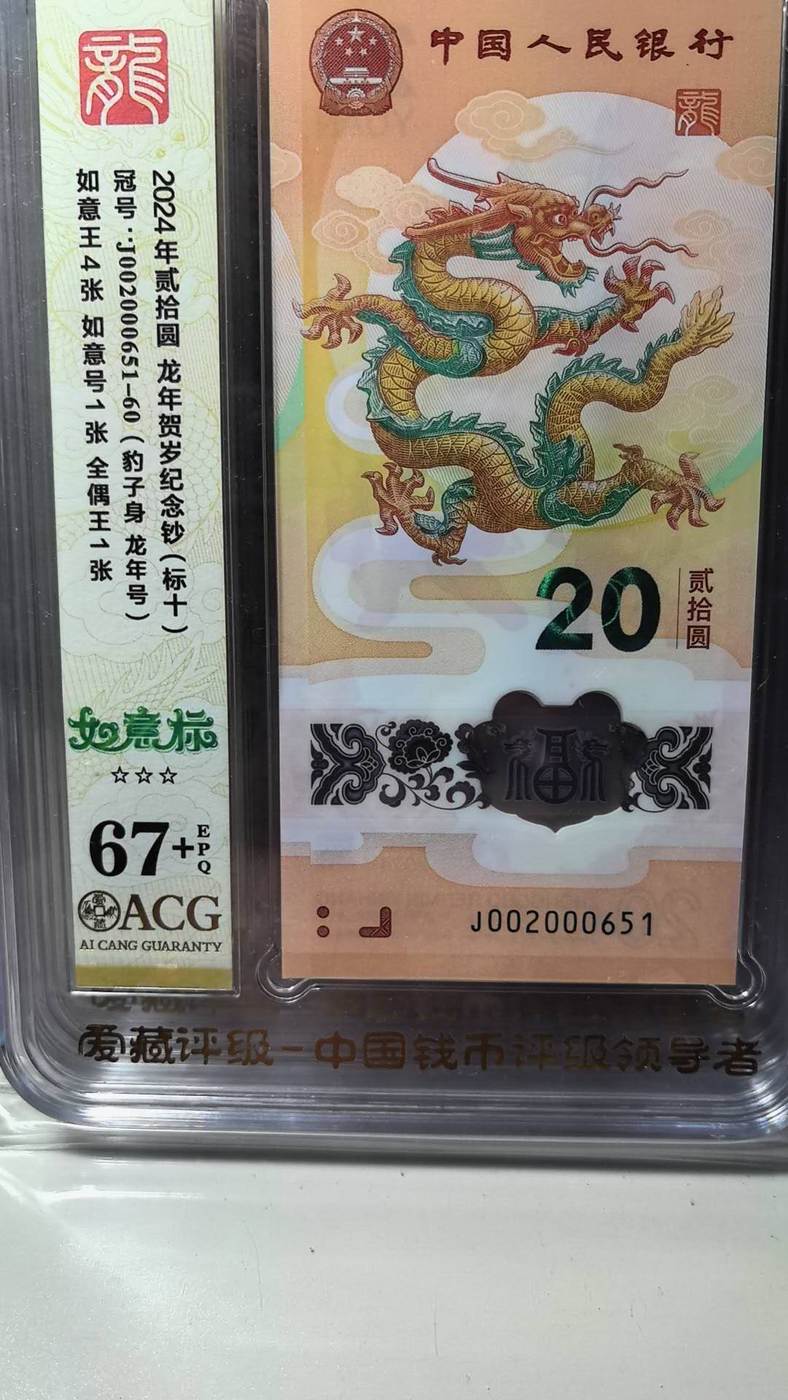 龍
2024年贰拾圆 龙年贺岁纪念钞(标十)
冠号:J002000651-60(豹子身 龙年号)
如意王4张 如意号1张 全偶王1张
如意标
☆☆☆
67+EPQ
ACG
AI CANG GUARANTY
中国人民银行
龍
20
贰拾圆
福
J002000651
爱藏评级-中国钱币评级领导者